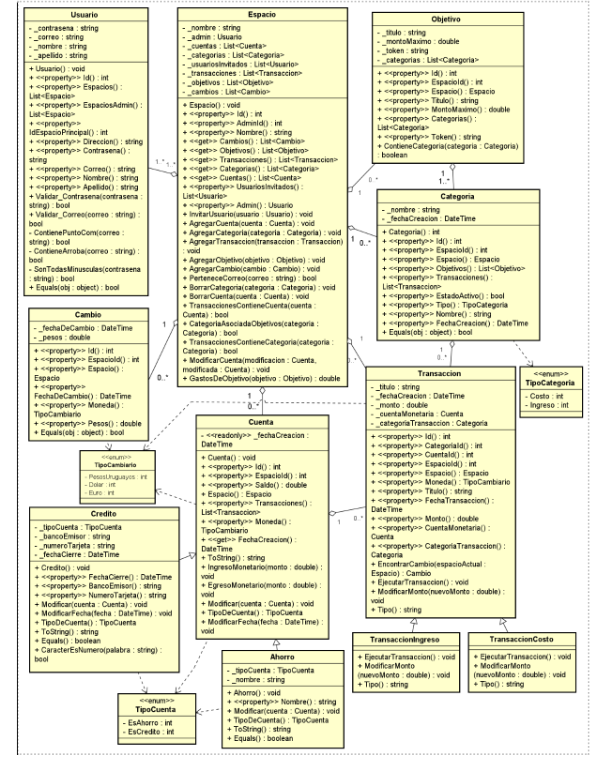 Usuario
- _contrasena : string
- _correo : string
- _nombre : string
- _apellido : string
+ Usuario() : void
+ <<property>> Id() : int
+ <<property>> Espacios() :
List<Espacio>
+ <<property>> EspaciosAdmin() :
List<Espacio>
+ <<property>>
IdEspacioPrincipal() : int
+ <<property>> Direccion() : string
+ <<property>> Contrasena() :
string
+ <<property>> Correo() : string
+ <<property>> Nombre() : string
+ <<property>> Apellido() : string
+ Validar_Contrasena(contrasena :
string) : bool
+ Validar_Correo(correo : string) :
bool
- ContienePuntoCom(correo :
string) : bool
- ContieneArroba(correo : string) :
bool
- SonTodasMinusculas(contrasena
: string) : bool
+ Equals(obj : object) : bool
Espacio
- _nombre : string
- _admin : Usuario
- _cuentas : List<Cuenta>
- _categorias : List<Categoria>
- _usuariosInvitados : List<Usuario>
- _transacciones : List<Transaccion>
- _objetivos : List<Objetivo>
- _cambios : List<Cambio>
+ Espacio() : void
+ <<property>> Id() : int
+ <<property>> AdminId() : int
+ <<property>> Nombre() : string
+ <<get>> Cambios() : List<Cambio>
+ <<get>> Objetivos() : List<Objetivo>
+ <<get>> Transacciones() : List<Transaccion>
+ <<get>> Categorias() : List<Categoria>
+ <<get>> Cuentas() : List<Cuenta>
+ <<property>> UsuariosInvitados() :
List<Usuario>
+ <<property>> Admin() : Usuario
+ InvitarUsuario(usuario : Usuario) : void
+ AgregarCuenta(cuenta : Cuenta) : void
+ AgregarCategoria(categoria : Categoria) : void
+ AgregarTransaccion(transaccion : Transaccion)
: void
+ AgregarObjetivo(objetivo : Objetivo) : void
+ AgregarCambio(cambio : Cambio) : void
+ PerteneceCorreo(correo : string) : bool
+ BorrarCategoria(categoria : Categoria) : void
+ BorrarCuenta(cuenta : Cuenta) : void
+ TransaccionesContieneCuenta(cuenta :
Cuenta) : bool
+ CategoriaAsociadaObjetivos(categoria :
Categoria) : bool
+ TransaccionesContieneCategoria(categoria :
Categoria) : bool
+ ModificarCuenta(modificacion : Cuenta,
modificada : Cuenta) : void
+ GastosDeObjetivo(objetivo : Objetivo) : double
Objetivo
- _titulo : string
- _montoMaximo : double
- _token : string
- _categorias : List<Categoria>
+ <<property>> Id() : int
+ <<property>> EspacioId() : int
+ <<property>> Espacio() : Espacio
+ <<property>> Titulo() : string
+ <<property>> MontoMaximo() : double
+ <<property>> Categorias() :
List<Categoria>
+ <<property>> Token() : string
+ ContieneCategoria(categoria : Categoria)
: boolean
1
0..*
1
1..*
1
0..*
Categoria
- _nombre : string
- _fechaCreacion : DateTime
+ Categoria() : int
+ <<property>> Id() : int
+ <<property>> EspacioId() : int
+ <<property>> Espacio() : Espacio
+ <<property>> Objetivos() : List<Objetivo>
+ <<property>> Transacciones() :
List<Transaccion>
+ <<property>> EstadoActivo() : bool
+ <<property>> Tipo() : TipoCategoria
+ <<property>> Nombre() : string
+ <<property>> FechaCreacion() : DateTime
+ Equals(obj : object) : bool
Cambio
- _fechaDeCambio : DateTime
- _pesos : double
+ <<property>> Id() : int
+ <<property>> EspacioId() : int
+ <<property>> Espacio() :
Espacio
+ <<property>>
FechaDeCambio() : DateTime
+ <<property>> Moneda() :
TipoCambiario
+ <<property>> Pesos() : double
+ Equals(obj : object) : bool
1
0..*
1
0..*
1
0..*
1
0..*
<<enum>>
TipoCategoria
- Costo : int
- Ingreso : int
Transaccion
- _titulo : string
- _fechaCreacion : DateTime
- _monto : double
- _cuentaMonetaria : Cuenta
- _categoriaTransaccion : Categoria
+ <<property>> Id() : int
+ <<property>> CategoriaId() : int
+ <<property>> CuentaId() : int
+ <<property>> EspacioId() : int
+ <<property>> Espacio() : Espacio
+ <<property>> Moneda() : TipoCambiario
+ <<property>> Titulo() : string
+ <<property>> FechaTransaccion() :
DateTime
+ <<property>> Monto() : double
+ <<property>> CuentaMonetaria() :
Cuenta
+ <<property>> CategoriaTransaccion() :
Categoria
+ EncontrarCambio(espacioActual :
Espacio) : Cambio
+ EjecutarTransaccion() : void
+ ModificarMonto(nuevoMonto : double) :
void
+ Tipo() : string
<<enum>>
TipoCambiario
- PesosUruguayos : int
- Dolar : int
- Euro : int
Cuenta
- <<readonly>> _fechaCreacion :
DateTime
+ Cuenta() : void
+ <<property>> Id() : int
+ <<property>> EspacioId() : int
+ <<property>> Saldo() : double
+ Espacio() : Espacio
+ <<property>> Transacciones() :
List<Transaccion>
+ <<property>> Moneda() :
TipoCambiario
+ <<get>> FechaCreacion() :
DateTime
+ ToString() : string
+ IngresoMonetario(monto : double) :
void
+ EgresoMonetario(monto : double) :
void
+ Modificar(cuenta : Cuenta) : void
+ TipoDeCuenta() : TipoCuenta
+ ModificarFecha(fecha : DateTime) :
void
1
0..*
Credito
- _tipoCuenta : TipoCuenta
- _bancoEmisor : string
- _numeroTarjeta : string
- _fechaCierre : DateTime
+ Credito() : void
+ <<property>> FechaCierre() : DateTime
+ <<property>> BancoEmisor() : string
+ <<property>> NumeroTarjeta() : string
+ Modificar(cuenta : Cuenta) : void
+ ModificarFecha(fecha : DateTime) : void
+ TipoDeCuenta() : TipoCuenta
+ ToString() : string
+ Equals() : boolean
+ CaracterEsNumero(palabra : string) :
bool
TransaccionIngreso
+ EjecutarTransaccion() : void
+ ModificarMonto
(nuevoMonto : double) : void
+ Tipo() : string
TransaccionCosto
+ EjecutarTransaccion() : void
+ ModificarMonto
(nuevoMonto : double) : void
+ Tipo() : string
<<enum>>
TipoCuenta
- EsAhorro : int
- EsCredito : int
Ahorro
- _tipoCuenta : TipoCuenta
- _nombre : string
+ Ahorro() : void
+ <<property>> Nombre() : string
+ Modificar(cuenta : Cuenta) : void
+ TipoDeCuenta() : TipoCuenta
+ ToString() : string
+ Equals() : boolean